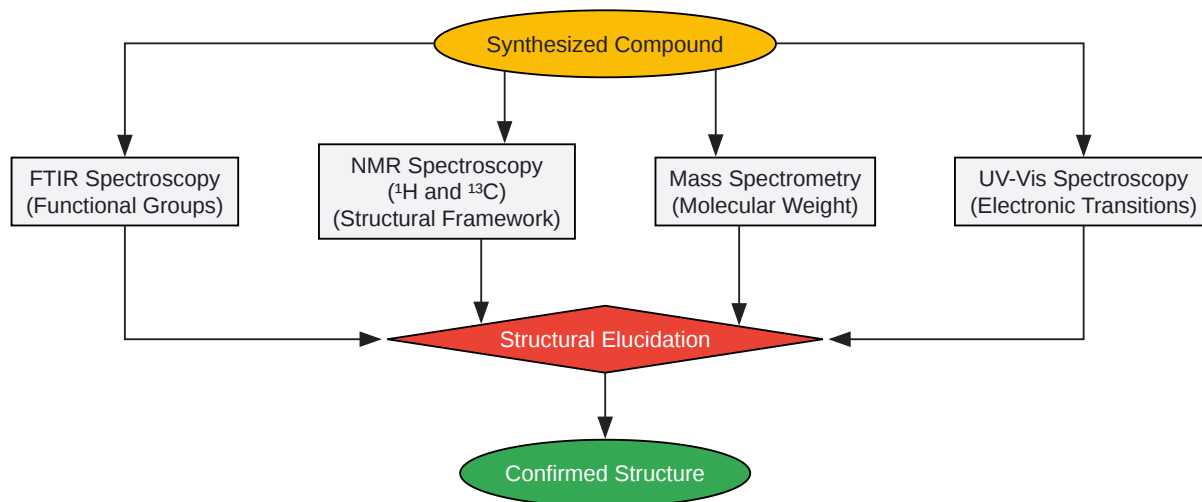 Synthesized Compound
FTIR Spectroscopy
(Functional Groups)
NMR Spectroscopy
(¹H and ¹³C)
(Structural Framework)
Mass Spectrometry
(Molecular Weight)
UV-Vis Spectroscopy
(Electronic Transitions)
Structural Elucidation
Confirmed Structure